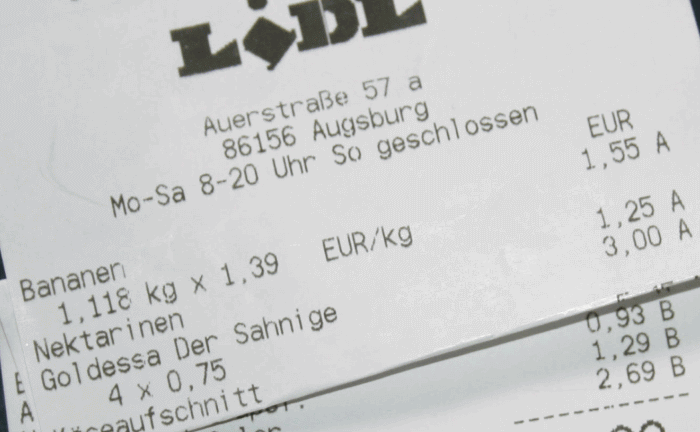 LIDL
Auerstraße 57 a
86156 Augsburg
Mo-Sa 8-20 Uhr So geschlossen
EUR
Bananen 1,55 A
1,118 kg x 1,39 EUR/kg
Nektarinen 1,25 A
Goldessa Der Sahnige 3,00 A
4 x 0,75
Käseaufschnitt
0,93 B
1,29 B
2,69 B
A